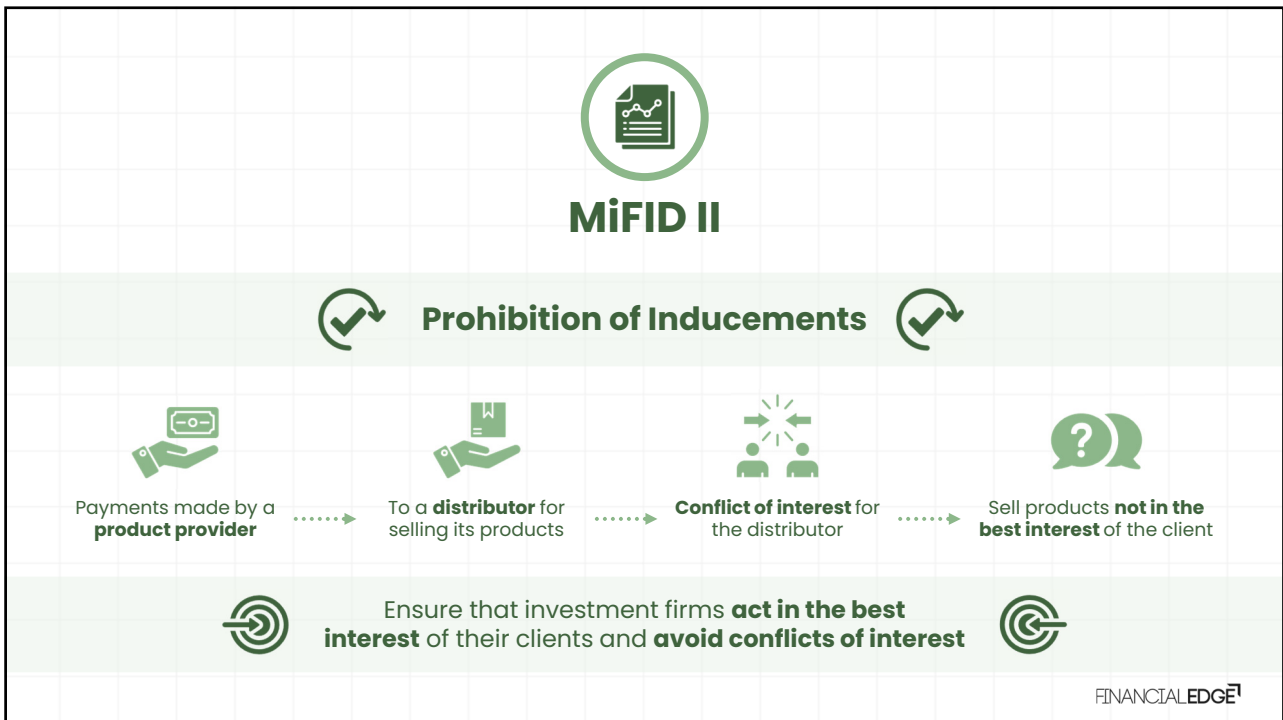 MiFID II
Prohibition of Inducements
Payments made by a
product provider
To a distributor for
selling its products
Conflict of interest for
the distributor
Sell products not in the
best interest of the client
?
Ensure that investment firms act in the best
interest of their clients and avoid conflicts of interest
FINANCIALEDGE